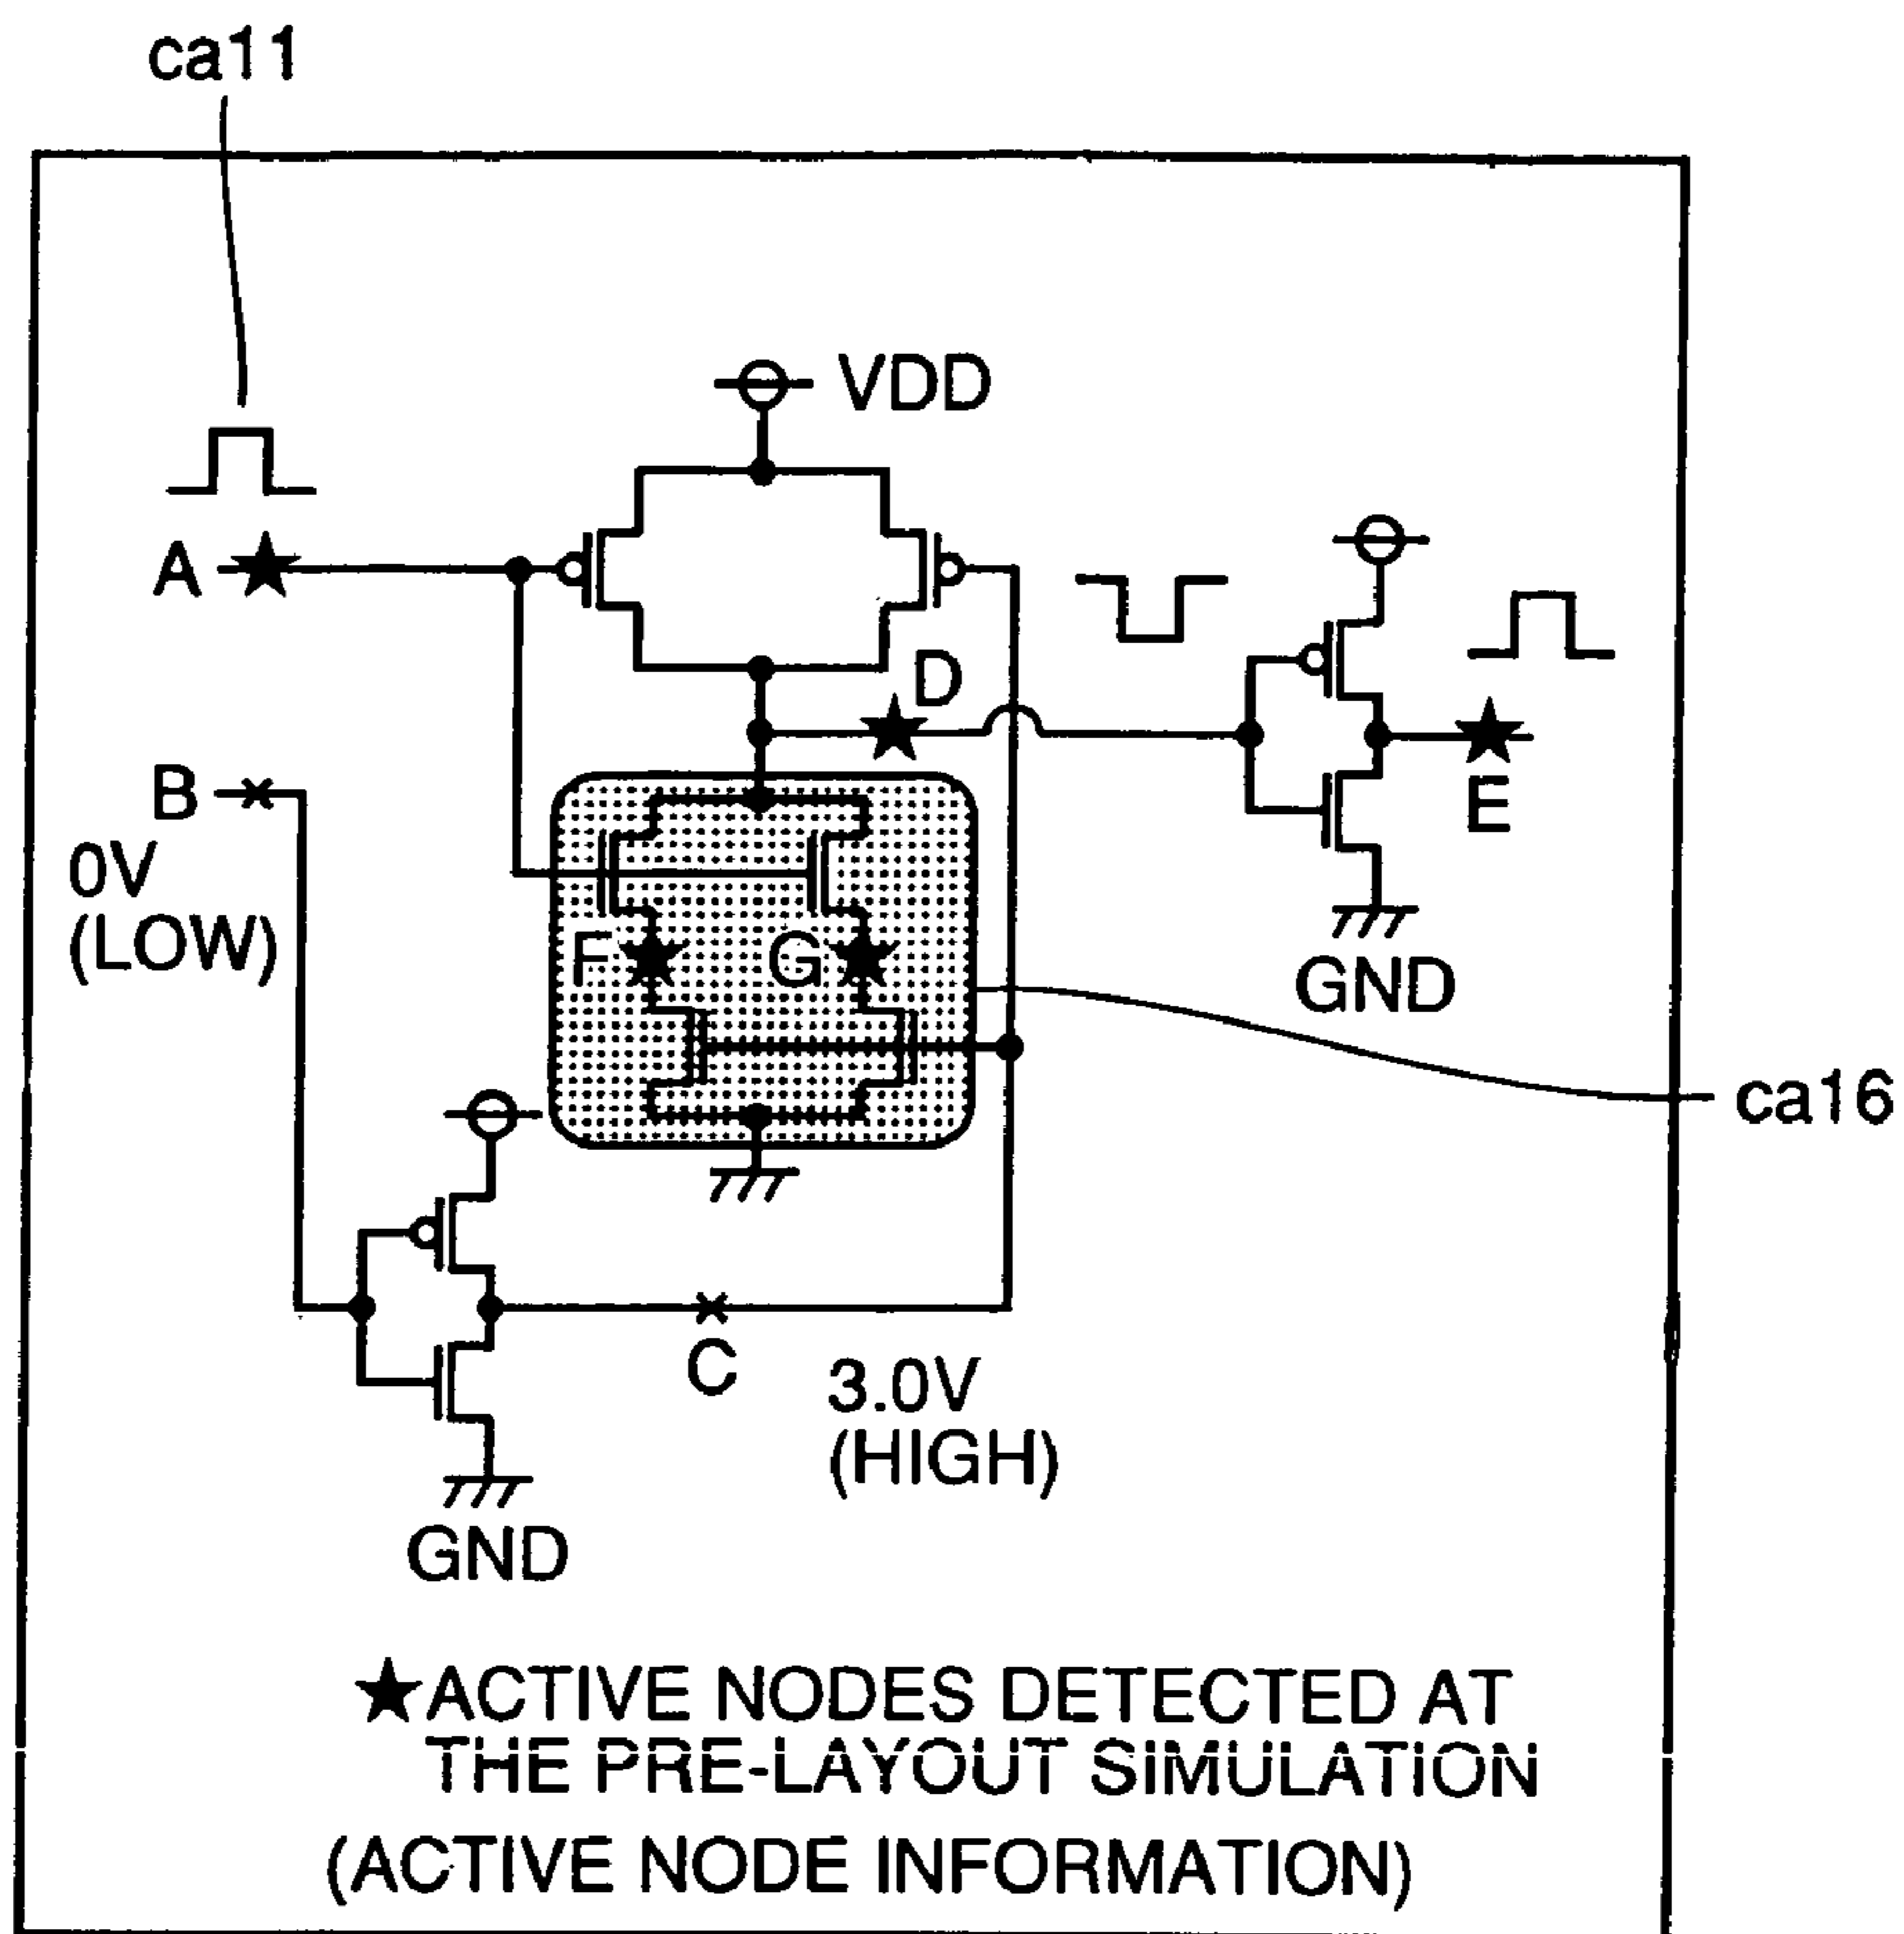 ca11
VDD
A
D
B
E
0V
(LOW)
F
G
GND
ca16
C
3.0V
(HIGH)
GND
★ACTIVE NODES DETECTED AT
THE PRE-LAYOUT SIMULATION
(ACTIVE NODE INFORMATION)